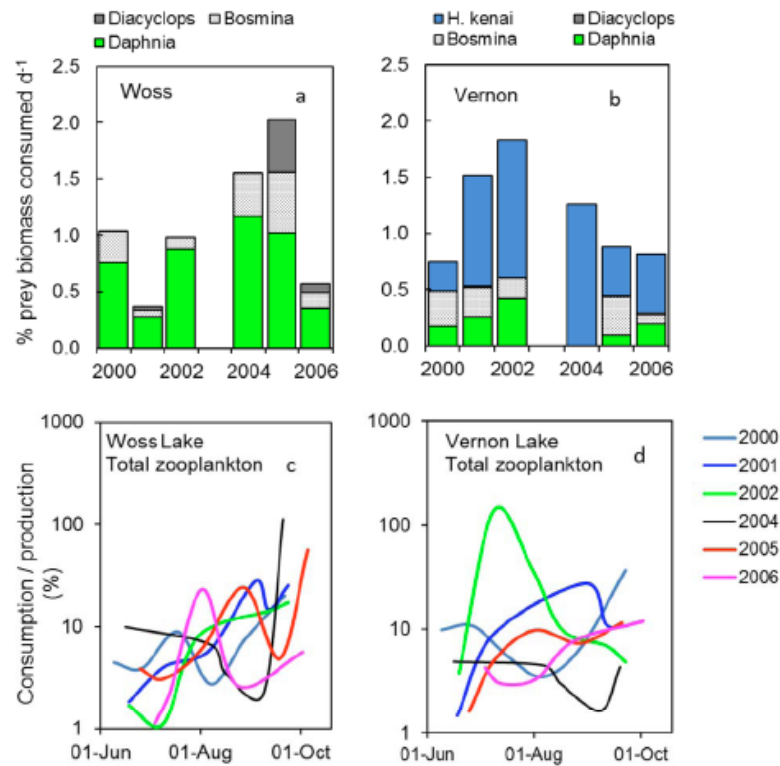 Diacyclops Bosmina
Daphnia
H. kenai Diacyclops
Bosmina Daphnia
% prey biomass consumed d-1
2.5
2.0
1.5
1.0
0.5
0.0
Woss a
2000 2002 2004 2006
2.5
2.0
1.5
1.0
0.5
0.0
Vernon b
2000 2002 2004 2006
Consumption / production
(%)
1000
100
10
1
Woss Lake
Total zooplankton c
01-Jun 01-Aug 01-Oct
1000
100
10
1
Vernon Lake
Total zooplankton d
01-Jun 01-Aug 01-Oct
2000
2001
2002
2004
2005
2006